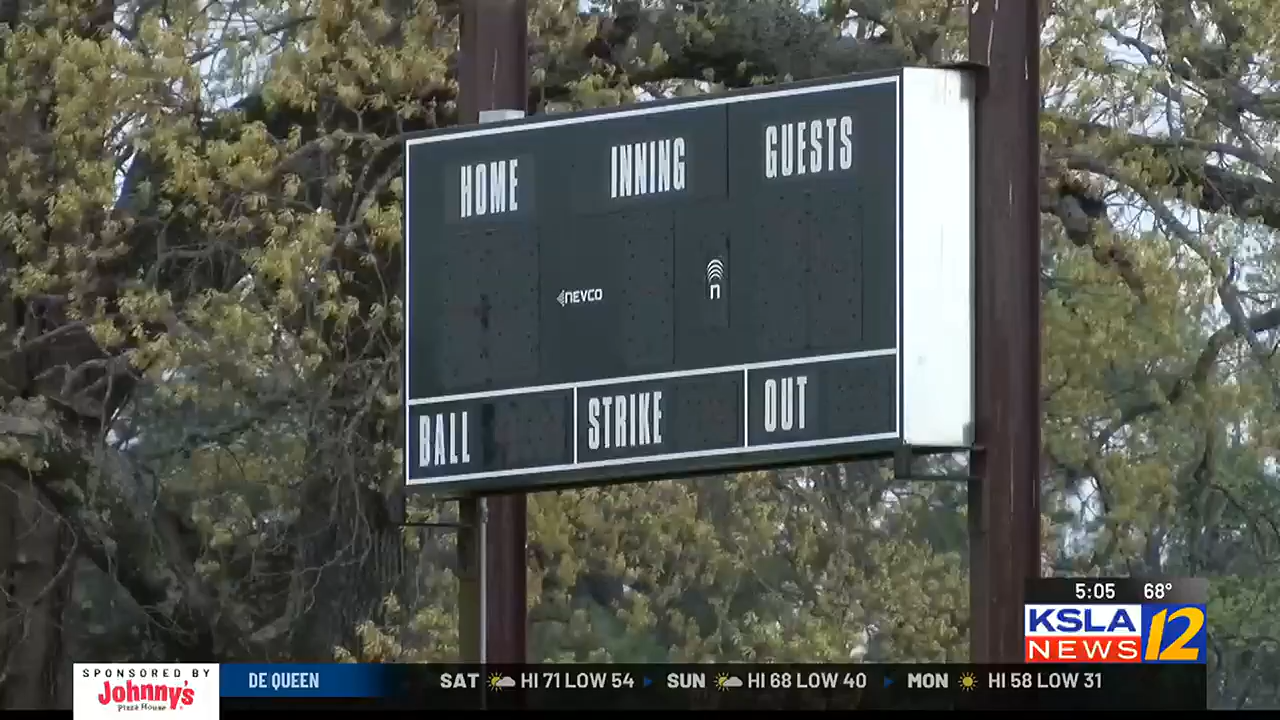 HOME INNING GUESTS
NEVCO n
BALL STRIKE OUT
5:05 68°
KSLA
NEWS 12
SPONSORED BY
Johnny's
Pizza House
DE QUEEN SAT HI 71 LOW 54 SUN HI 68 LOW 40 MON HI 58 LOW 31